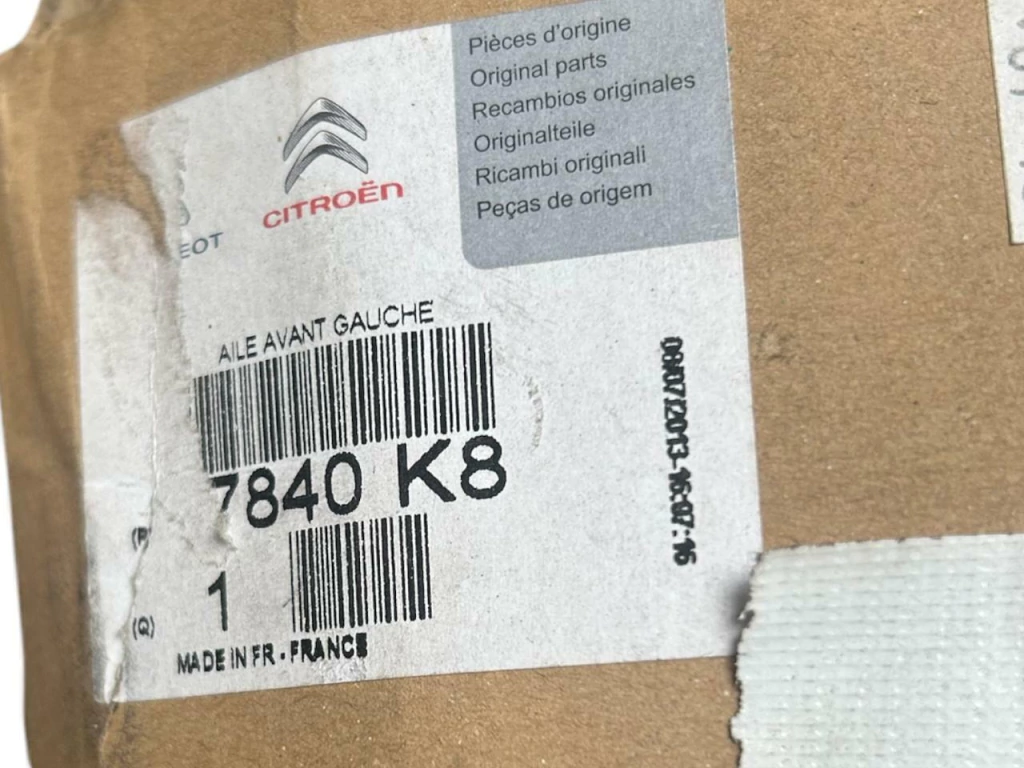 Pièces d'origine
Original parts
Recambios originales
Originalteile
Ricambi originali
Peças de origem
CITROËN
EOT
AILE AVANT GAUCHE
7840 K8
(P)
1
(Q)
MADE IN FR - FRANCE
08/07/2013-16:07:16